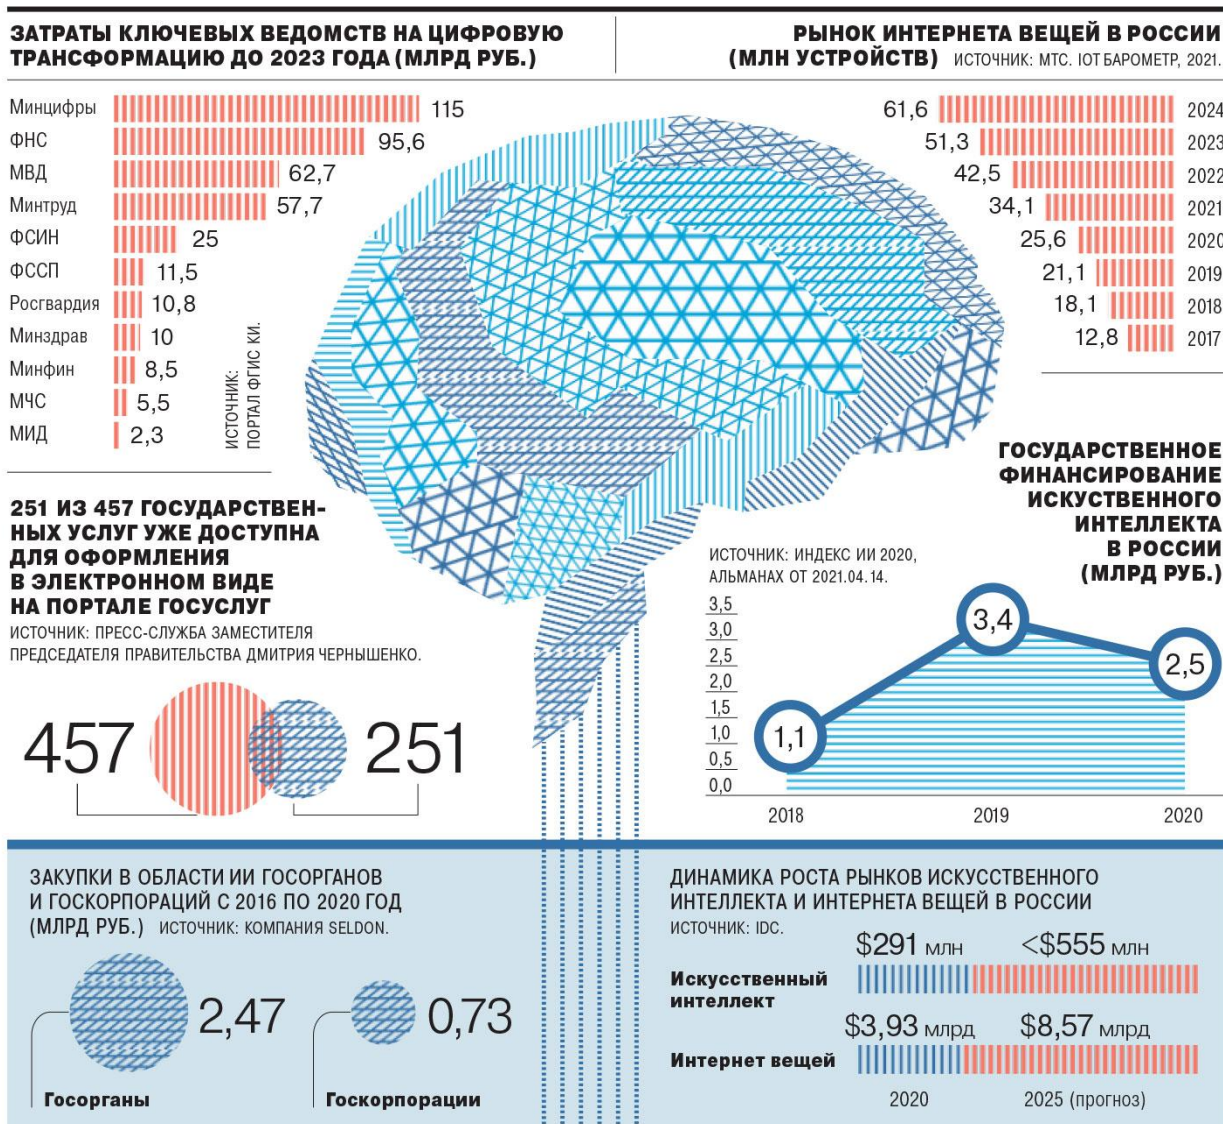 ЗАТРАТЫ КЛЮЧЕВЫХ ВЕДОМСТВ НА ЦИФРОВУЮ
ТРАНСФОРМАЦИЮ ДО 2023 ГОДА (МЛРД РУБ.)
Минцифры 115
ФНС 95,6
МВД 62,7
Минтруд 57,7
ФСИН 25
ФССП 11,5
Росгвардия 10,8
Минздрав 10
Минфин 8,5
МЧС 5,5
МИД 2,3
ИСТОЧНИК:
ПОРТАЛ ФГИС КИ.
РЫНОК ИНТЕРНЕТА ВЕЩЕЙ В РОССИИ
(МЛН УСТРОЙСТВ) ИСТОЧНИК: МТС. IOT БАРОМЕТР, 2021.
61,6 2024
51,3 2023
42,5 2022
34,1 2021
25,6 2020
21,1 2019
18,1 2018
12,8 2017
251 ИЗ 457 ГОСУДАРСТВЕН-
НЫХ УСЛУГ УЖЕ ДОСТУПНА
ДЛЯ ОФОРМЛЕНИЯ
В ЭЛЕКТРОННОМ ВИДЕ
НА ПОРТАЛЕ ГОСУСЛУГ
ИСТОЧНИК: ПРЕСС-СЛУЖБА ЗАМЕСТИТЕЛЯ
ПРЕДСЕДАТЕЛЯ ПРАВИТЕЛЬСТВА ДМИТРИЯ ЧЕРНЫШЕНКО.
457 251
ГОСУДАРСТВЕННОЕ
ФИНАНСИРОВАНИЕ
ИСКУСТВЕННОГО
ИНТЕЛЛЕКТА
В РОССИИ
(МЛРД РУБ.)
ИСТОЧНИК: ИНДЕКС ИИ 2020,
АЛЬМАНАХ ОТ 2021.04.14.
3,5
3,0
2,5
2,0
1,5
1,0
0,5
0,0
1,1
3,4
2,5
2018 2019 2020
ЗАКУПКИ В ОБЛАСТИ ИИ ГОСОРГАНОВ
И ГОСКОРПОРАЦИЙ С 2016 ПО 2020 ГОД
(МЛРД РУБ.) ИСТОЧНИК: КОМПАНИЯ SELDON.
2,47 0,73
Госорганы Госкорпорации
ДИНАМИКА РОСТА РЫНКОВ ИСКУССТВЕННОГО
ИНТЕЛЛЕКТА И ИНТЕРНЕТА ВЕЩЕЙ В РОССИИ
ИСТОЧНИК: IDC.
$291 млн <$555 млн
Искусственный
интеллект
$3,93 млрд $8,57 млрд
Интернет вещей
2020 2025 (прогноз)